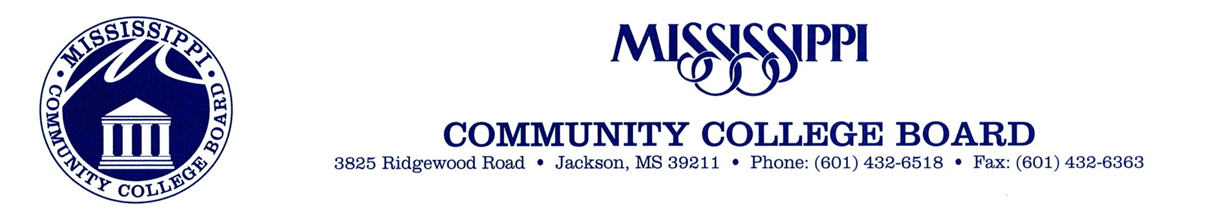 MISSISSIPPI
COMMUNITY COLLEGE BOARD
MISSISSIPPI
COMMUNITY COLLEGE BOARD
3825 Ridgewood Road • Jackson, MS 39211 • Phone: (601) 432-6518 • Fax: (601) 432-6363